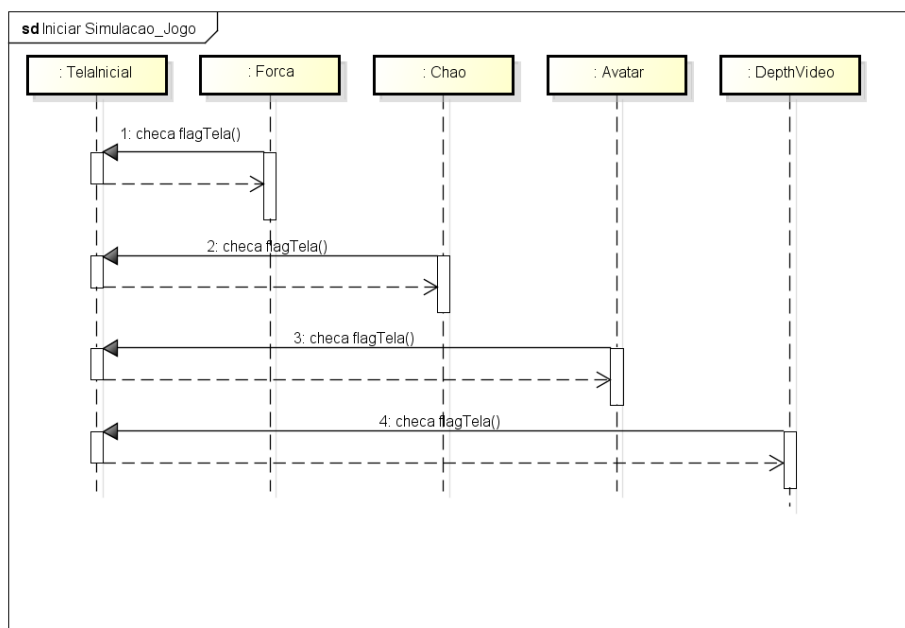 sd Iniciar Simulacao_Jogo
: TelaInicial
: Forca
: Chao
: Avatar
: DepthVideo
1: checa flagTela()
2: checa flagTela()
3: checa flagTela()
4: checa flagTela()